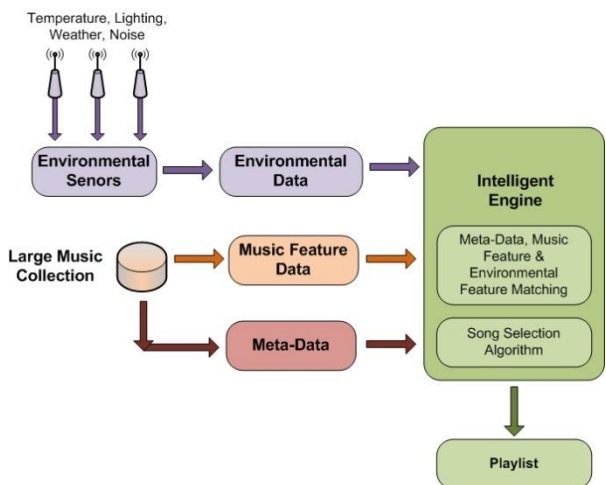 Temperature, Lighting,
Weather, Noise
Environmental
Senors
Environmental
Data
Intelligent
Engine
Large Music
Collection
Music Feature
Data
Meta-Data, Music
Feature &
Environmental
Feature Matching
Meta-Data
Song Selection
Algorithm
Playlist